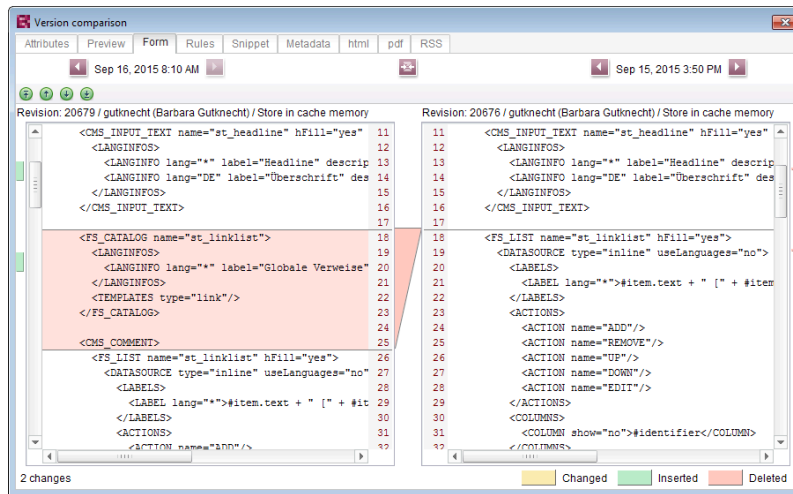 Version comparison
Attributes Preview Form Rules Snippet Metadata html pdf RSS
Sep 16, 2015 8:10 AM
Sep 15, 2015 3:50 PM
Revision: 20679 / gutknecht (Barbara Gutknecht) / Store in cache memory
<CMS_INPUT_TEXT name="st_headline" hFill="yes" 11
<LANGINFOS> 12
<LANGINFO lang="*" label="Headline" descrip 13
<LANGINFO lang="DE" label="Überschrift" des 14
</LANGINFOS> 15
</CMS_INPUT_TEXT> 16
17
<FS_CATALOG name="st_linklist"> 18
<LANGINFOS> 19
<LANGINFO lang="*" label="Globale Verweise" 20
</LANGINFOS> 21
<TEMPLATES type="link"/> 22
</FS_CATALOG> 23
24
<CMS_COMMENT> 25
<FS_LIST name="st_linklist" hFill="yes"> 26
<DATASOURCE type="inline" useLanguages="no" 27
<LABELS> 28
<LABEL lang="*">#item.text + " [" + #it 29
</LABELS> 30
<ACTIONS> 31
<ACTION name="ADD"/> 32
Revision: 20676 / gutknecht (Barbara Gutknecht) / Store in cache memory
11 <CMS_INPUT_TEXT name="st_headline" hFill="yes"
12 <LANGINFOS>
13 <LANGINFO lang="*" label="Headline" descrip
14 <LANGINFO lang="DE" label="Überschrift" des
15 </LANGINFOS>
16 </CMS_INPUT_TEXT>
17
18 <FS_LIST name="st_linklist" hFill="yes">
19 <DATASOURCE type="inline" useLanguages="no">
20 <LABELS>
21 <LABEL lang="*">#item.text + " [" + #item
22 </LABELS>
23 <ACTIONS>
24 <ACTION name="ADD"/>
25 <ACTION name="REMOVE"/>
26 <ACTION name="UP"/>
27 <ACTION name="DOWN"/>
28 <ACTION name="EDIT"/>
29 </ACTIONS>
30 <COLUMNS>
31 <COLUMN show="no">#identifier</COLUMN>
32 </COLUMNS>
2 changes
Changed Inserted Deleted